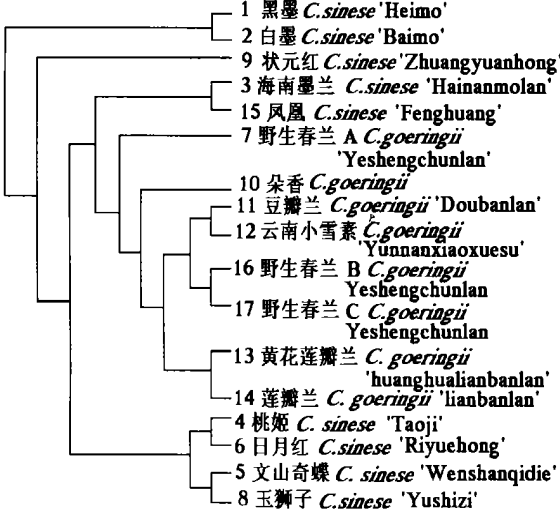 1 黑墨 C.sinese 'Heimo'
2 白墨 C.sinese 'Baimo'
9 状元红 C.sinese 'Zhuangyuanhong'
3 海南墨兰 C.sinese 'Hainanmolan'
15 凤凰 C.sinese 'Fenghuang'
7 野生春兰 A C.goeringii
'Yeshengchunlan'
10 朵香 C.goeringii
11 豆瓣兰 C.goeringii 'Doubanlan'
12 云南小雪素 C.goeringii
'Yunnanxiaoxuesu'
16 野生春兰 B C.goeringii
Yeshengchunlan
17 野生春兰 C C.goeringii
Yeshengchunlan
13 黄花莲瓣兰 C. goeringii
'huanghualianbanlan'
14 莲瓣兰 C. goeringii 'lianbanlan'
4 桃姬 C. sinese 'Taoji'
6 日月红 C. sinese 'Riyuehong'
5 文山奇蝶 C. sinese 'Wenshanqidie'
8 玉狮子 C.sinese 'Yushizi'